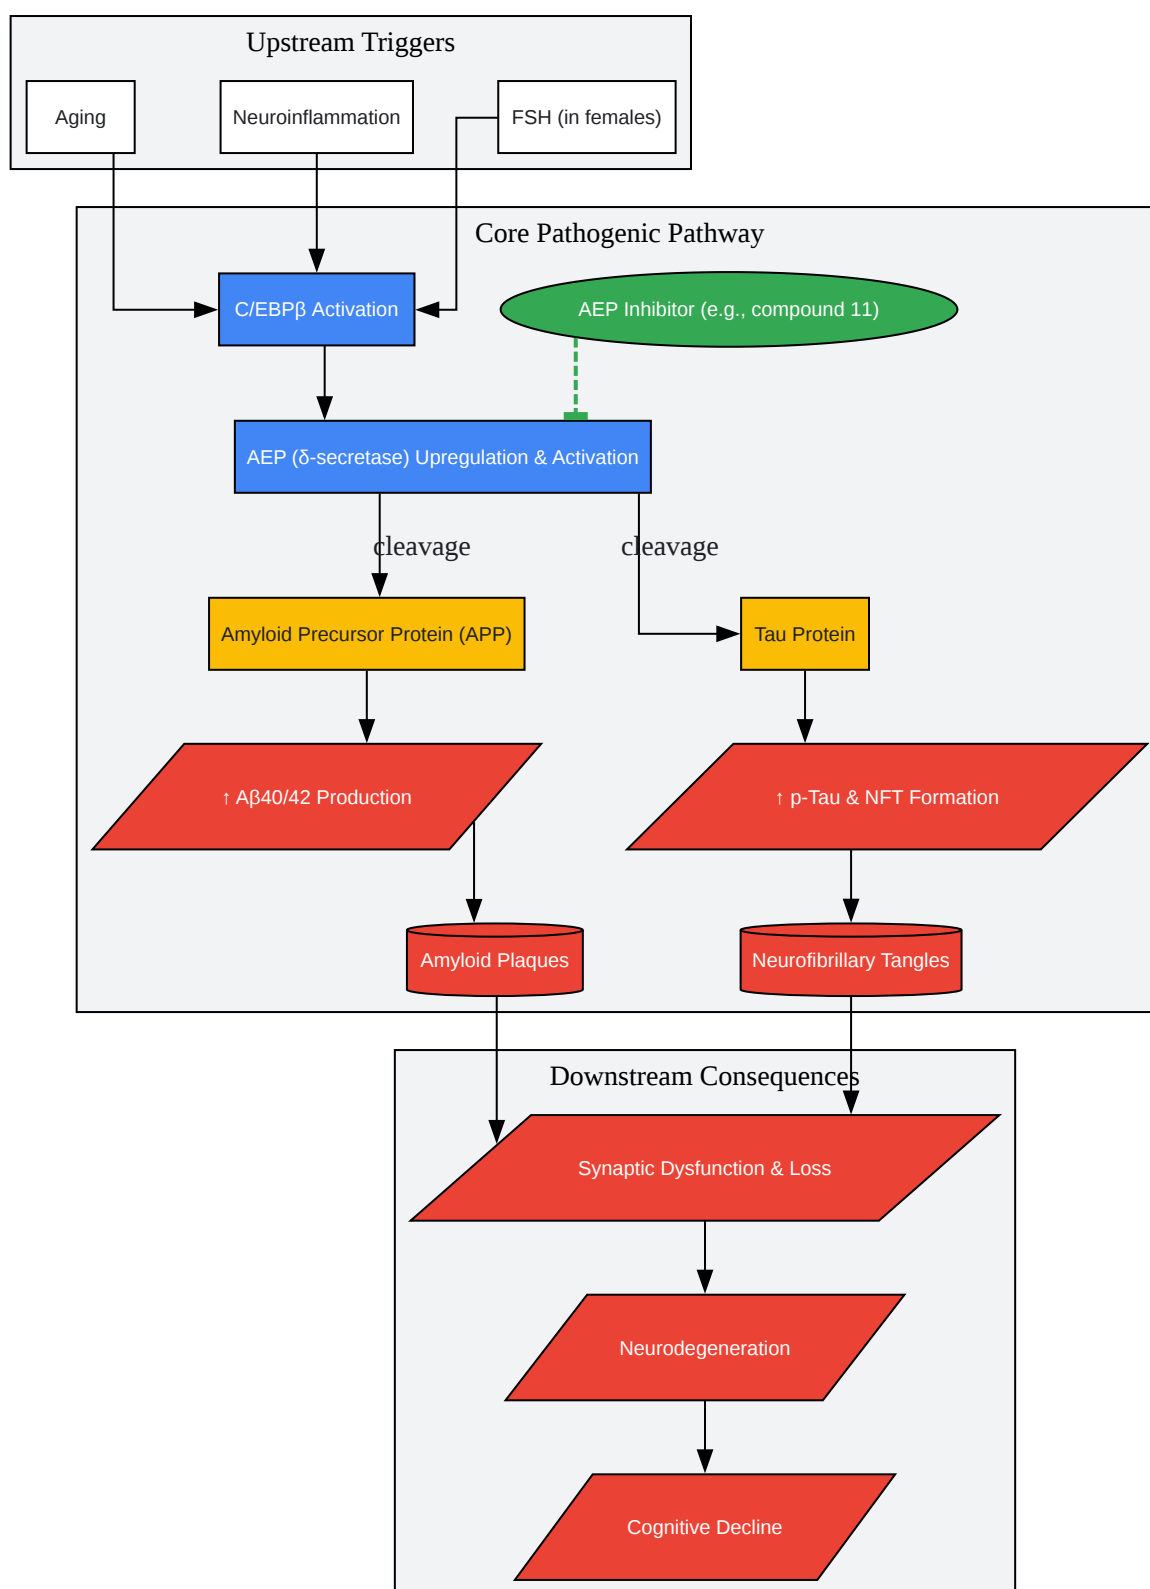 Upstream Triggers
Aging
Neuroinflammation
FSH (in females)
Core Pathogenic Pathway
C/EBPβ Activation
AEP Inhibitor (e.g., compound 11)
AEP (δ-secretase) Upregulation & Activation
cleavage
cleavage
Amyloid Precursor Protein (APP)
Tau Protein
↑ Aβ40/42 Production
↑ p-Tau & NFT Formation
Amyloid Plaques
Neurofibrillary Tangles
Downstream Consequences
Synaptic Dysfunction & Loss
Neurodegeneration
Cognitive Decline